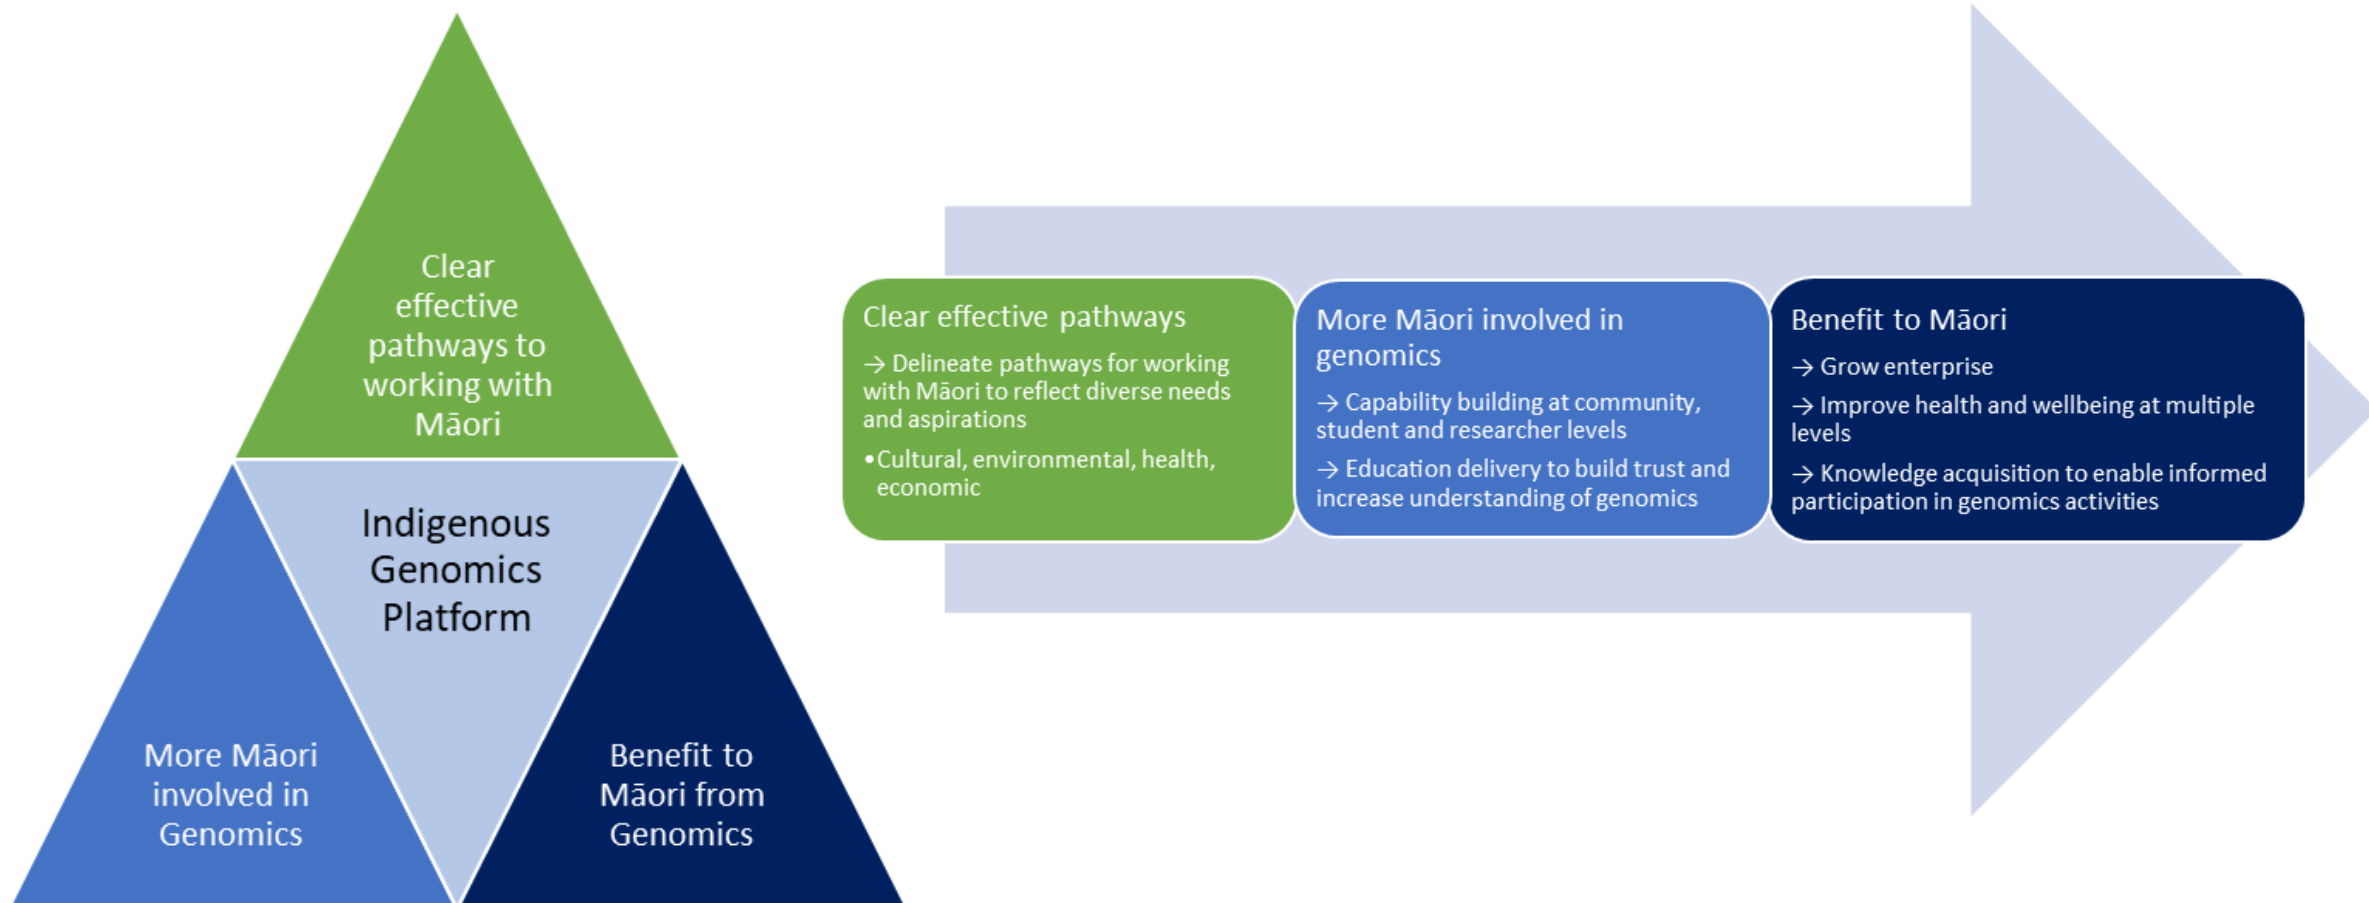 Clear
effective
pathways to
working with
Māori
Indigenous
Genomics
Platform
More Māori
involved in
Genomics
Benefit to
Māori from
Genomics
Clear effective pathways
→ Delineate pathways for working
with Māori to reflect diverse needs
and aspirations
•Cultural, environmental, health,
economic
More Māori involved in
genomics
→ Capability building at community,
student and researcher levels
→ Education delivery to build trust and
increase understanding of genomics
Benefit to Māori
→ Grow enterprise
→ Improve health and wellbeing at multiple
levels
→ Knowledge acquisition to enable informed
participation in genomics activities